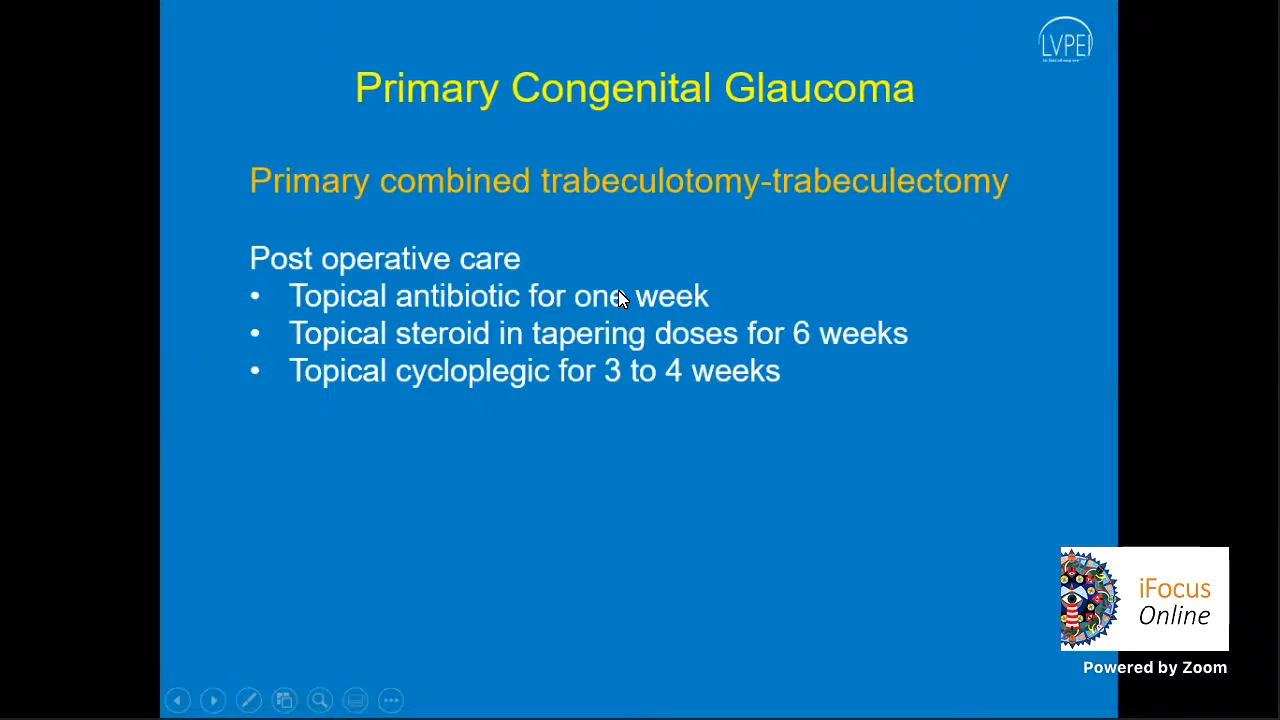 LVPEI
Primary Congenital Glaucoma
Primary combined trabeculotomy-trabeculectomy
Post operative care
• Topical antibiotic for one week
• Topical steroid in tapering doses for 6 weeks
• Topical cycloplegic for 3 to 4 weeks
iFocus
Online
Powered by Zoom